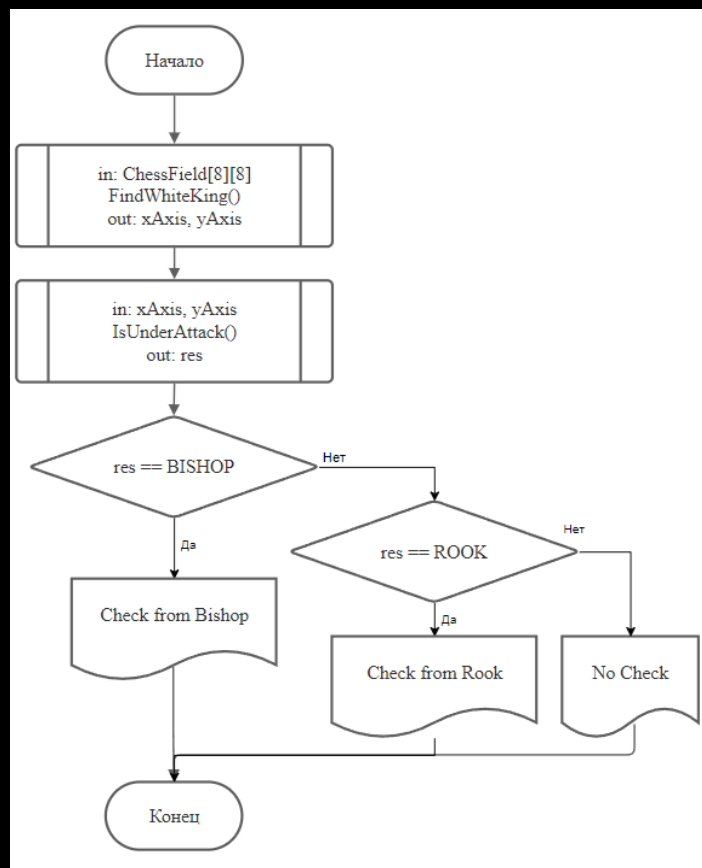 Начало
in: ChessField[8][8]
FindWhiteKing()
out: xAxis, yAxis
in: xAxis, yAxis
IsUnderAttack()
out: res
res == BISHOP
Нет
Да
res == ROOK
Нет
Да
Check from Bishop
Check from Rook
No Check
Конец